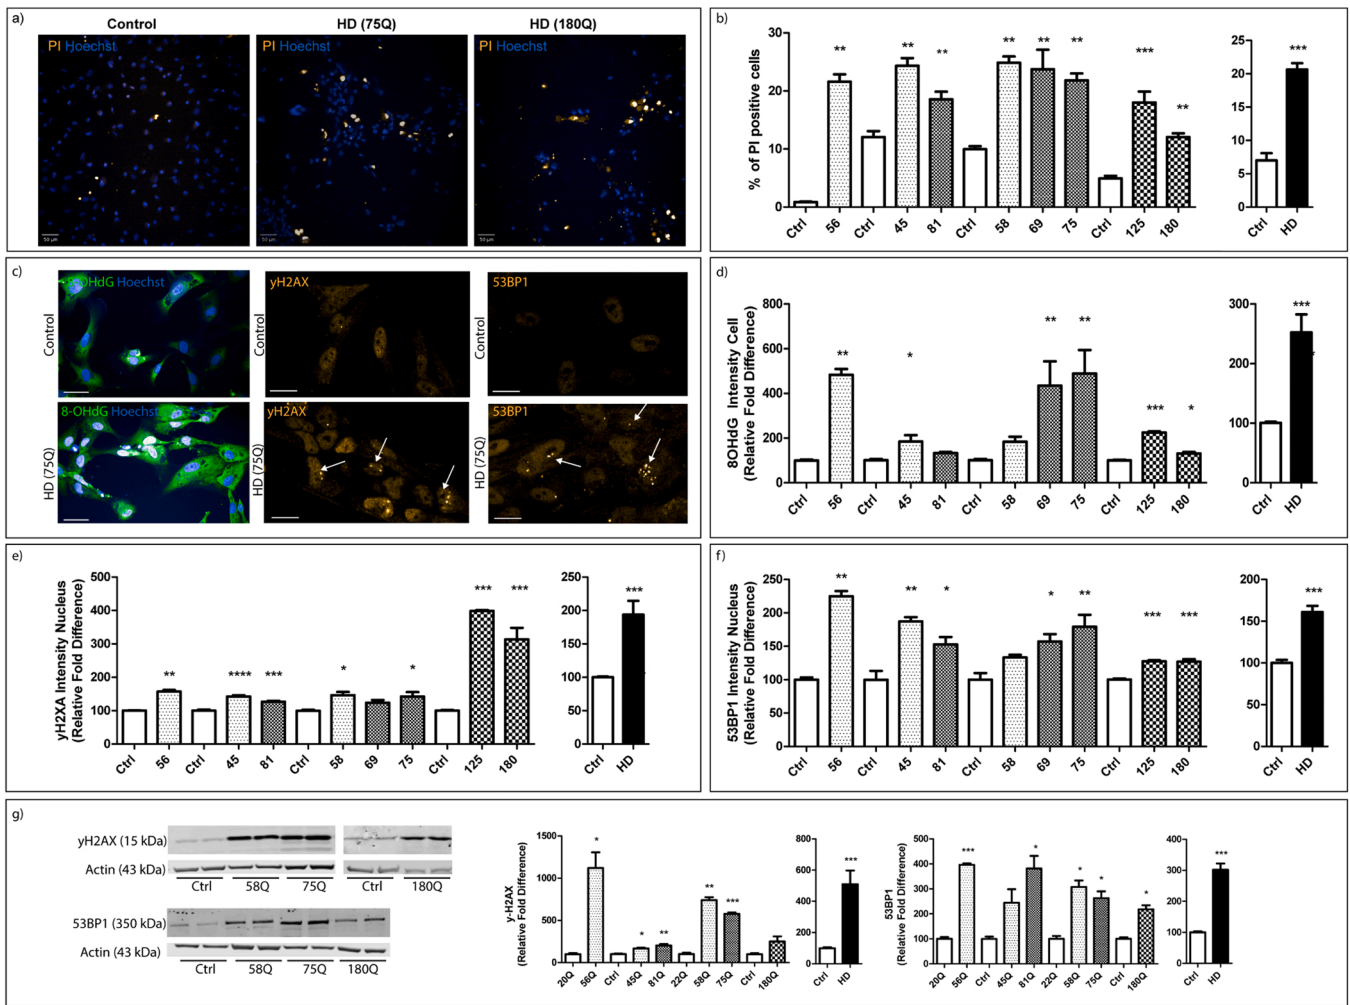 a)
Control
HD (75Q)
HD (180Q)
PI Hoechst
PI Hoechst
PI Hoechst
50 µm
50 µm
50 µm
b)
% of PI positive cells
30
20
10
0
** ** ** ** ** ** *** **
Ctrl 56 Ctrl 45 81 Ctrl 58 69 75 Ctrl 125 180
25
20
15
10
5
0
***
Ctrl HD
c)
Control
-OHdG Hoechst
Control
yH2AX
Control
53BP1
HD (75Q)
8-OHdG Hoechst
HD (75Q)
yH2AX
HD (75Q)
53BP1
d)
8OHdG Intensity Cell
(Relative Fold Difference)
800
600
400
200
0
** * ** ** *** *
Ctrl 56 Ctrl 45 81 Ctrl 58 69 75 Ctrl 125 180
300
200
100
0
***
Ctrl HD
e)
yH2XA Intensity Nucleus
(Relative Fold Difference)
500
400
300
200
100
0
** **** *** * * *** ***
Ctrl 56 Ctrl 45 81 Ctrl 58 69 75 Ctrl 125 180
250
200
150
100
50
0
***
Ctrl HD
f)
53BP1 Intensity Nucleus
(Relative Fold Difference)
250
200
150
100
50
0
** ** * * ** *** ***
Ctrl 56 Ctrl 45 81 Ctrl 58 69 75 Ctrl 125 180
200
150
100
50
0
***
Ctrl HD
g)
yH2AX (15 kDa)
Actin (43 kDa)
Ctrl 58Q 75Q Ctrl 180Q
53BP1 (350 kDa)
Actin (43 kDa)
Ctrl 58Q 75Q 180Q
y-H2AX
(Relative Fold Difference)
1500
1000
500
0
* * ** ** ***
20Q 56Q Ctrl 45Q 81Q 22Q 58Q 75Q Ctrl 180Q
800
600
400
200
0
***
Ctrl HD
53BP1
(Relative Fold Difference)
500
400
300
200
100
0
*** * * * *
20Q 56Q Ctrl 45Q 81Q 22Q 58Q 75Q Ctrl 180Q
400
300
200
100
0
***
Ctrl HD